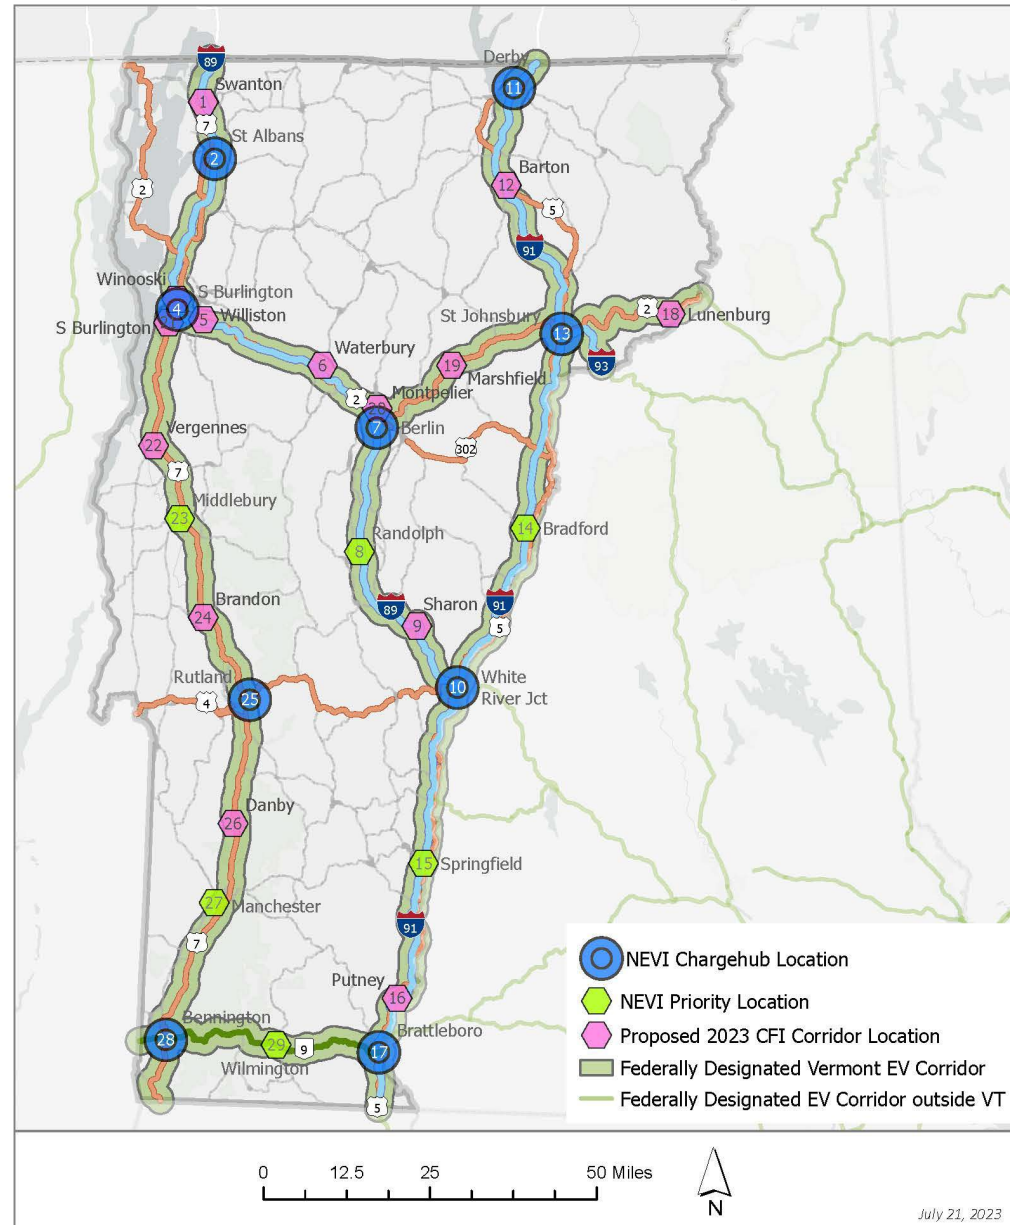 Derby
89
11
Swanton
1
7
St Albans
2
Barton
12
2
5
91
Winooski
S Burlington
4
S Burlington
5
Williston
St Johnsbury
13
2
18
Lunenburg
93
Waterbury
6
19
Marshfield
2
Montpelier
20
7
Berlin
302
Vergennes
22
7
Middlebury
23
Randolph
8
14
Bradford
Brandon
24
89
Sharon
9
91
5
Rutland
25
4
10
White
River Jct
Danby
26
15
Springfield
27
Manchester
91
7
Putney
16
Bennington
28
29
9
Wilmington
Brattleboro
17
5
NEVI Chargehub Location
NEVI Priority Location
Proposed 2023 CFI Corridor Location
Federally Designated Vermont EV Corridor
Federally Designated EV Corridor outside VT
0 12.5 25 50 Miles
N
July 21, 2023